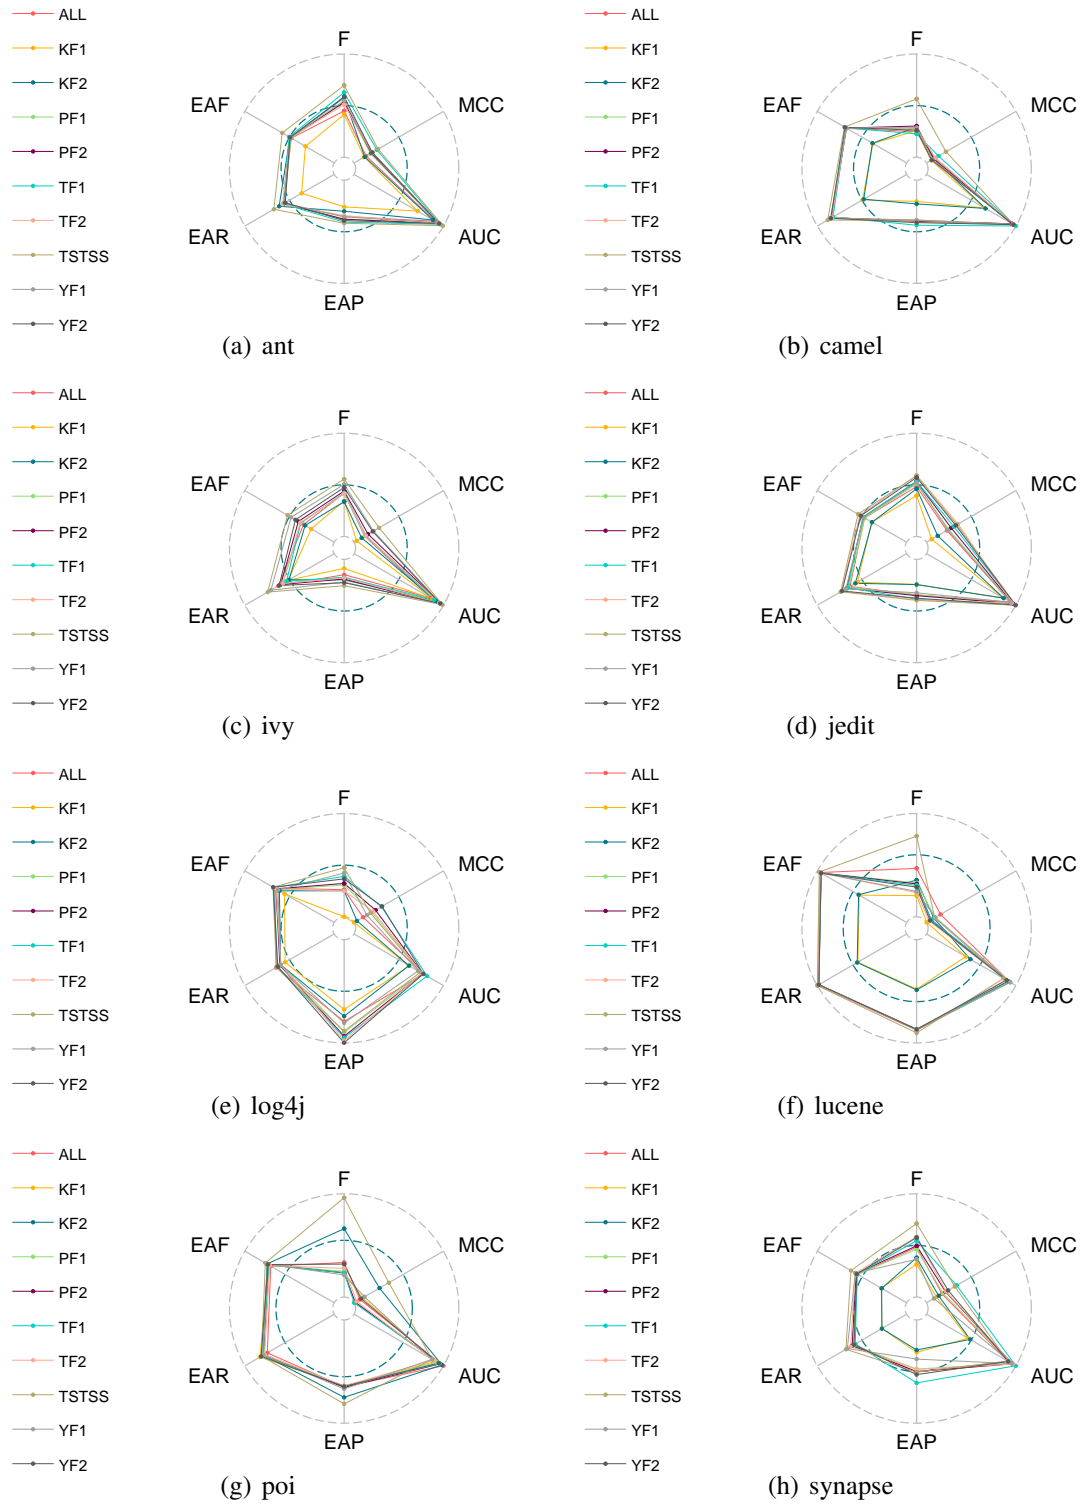 ALL
KF1
KF2
PF1
PF2
TF1
TF2
TSTSS
YF1
YF2
F
MCC
AUC
EAP
EAR
EAF
(a) ant
ALL
KF1
KF2
PF1
PF2
TF1
TF2
TSTSS
YF1
YF2
F
MCC
AUC
EAP
EAR
EAF
(b) camel
ALL
KF1
KF2
PF1
PF2
TF1
TF2
TSTSS
YF1
YF2
F
MCC
AUC
EAP
EAR
EAF
(c) ivy
ALL
KF1
KF2
PF1
PF2
TF1
TF2
TSTSS
YF1
YF2
F
MCC
AUC
EAP
EAR
EAF
(d) jedit
ALL
KF1
KF2
PF1
PF2
TF1
TF2
TSTSS
YF1
YF2
F
MCC
AUC
EAP
EAR
EAF
(e) log4j
ALL
KF1
KF2
PF1
PF2
TF1
TF2
TSTSS
YF1
YF2
F
MCC
AUC
EAP
EAR
EAF
(f) lucene
ALL
KF1
KF2
PF1
PF2
TF1
TF2
TSTSS
YF1
YF2
F
MCC
AUC
EAP
EAR
EAF
(g) poi
ALL
KF1
KF2
PF1
PF2
TF1
TF2
TSTSS
YF1
YF2
F
MCC
AUC
EAP
EAR
EAF
(h) synapse